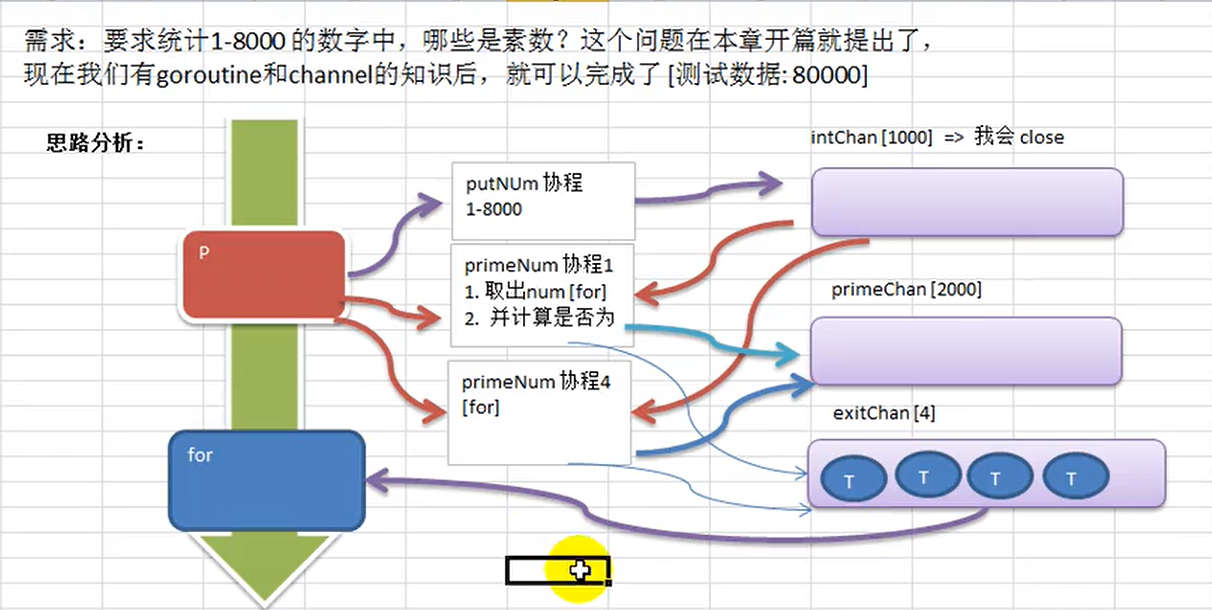 需求：要求统计1-8000 的数字中，哪些是素数？这个问题在本章开篇就提出了，
现在我们有goroutine和channel的知识后，就可以完成了 [测试数据: 80000]
思路分析：
intChan [1000]  =>  我会 close
putNUm 协程
1-8000
P
primeNum 协程1
1. 取出num [for]
2.  并计算是否为
primeChan [2000]
primeNum 协程4
[for]
exitChan [4]
for
T
T
T
T